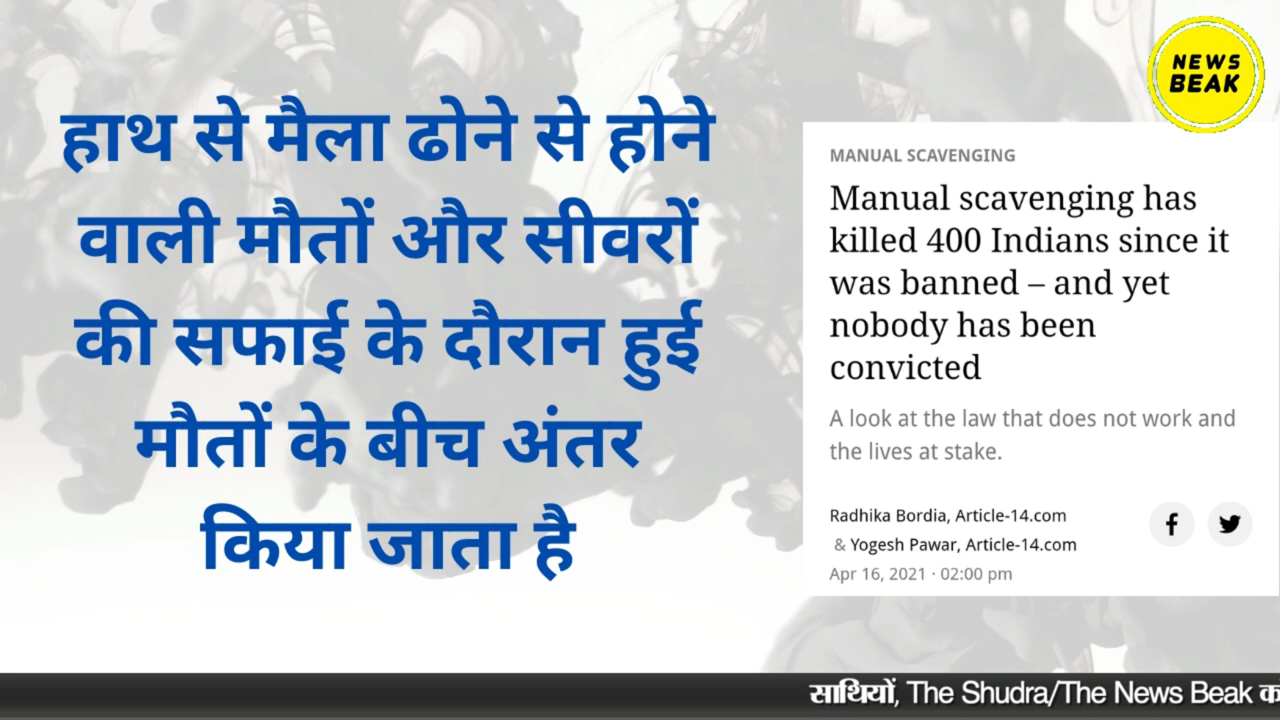 हाथ से मैला ढोने से होने
वाली मौतों और सीवरों
की सफाई के दौरान हुई
मौतों के बीच अंतर
किया जाता है
NEWS
BEAK
MANUAL SCAVENGING
Manual scavenging has
killed 400 Indians since it
was banned – and yet
nobody has been
convicted
A look at the law that does not work and
the lives at stake.
Radhika Bordia, Article-14.com
& Yogesh Pawar, Article-14.com
Apr 16, 2021 · 02:00 pm
साथियों, The Shudra/The News Beak